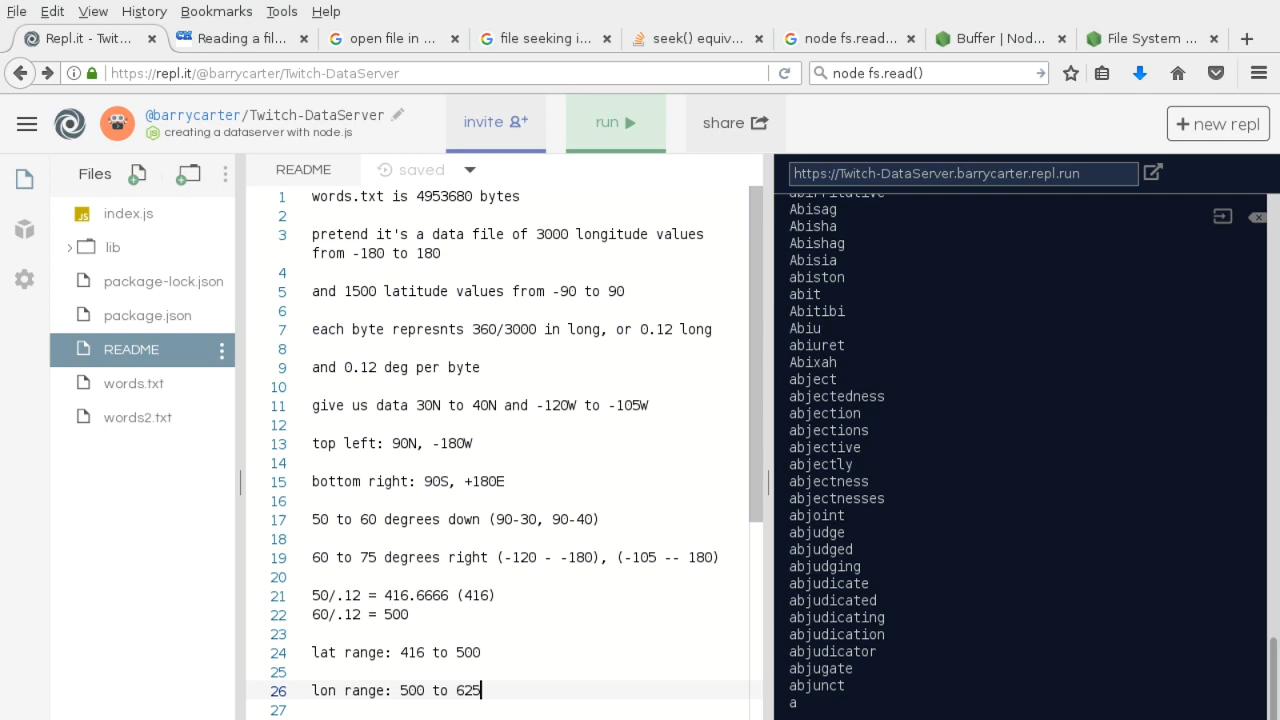 File Edit View History Bookmarks Tools Help
Repl.it - Twit… × Reading a fil… × open file in … × file seeking i… × seek() equiv… × node fs.read… × Buffer | Nod… × File System … × +
https://repl.it/@barrycarter/Twitch-DataServer
node fs.read()
@barrycarter/Twitch-DataServer
creating a dataserver with node.js
invite
run
share
+ new repl
Files
index.js
lib
package-lock.json
package.json
README
words.txt
words2.txt
README
saved
1 words.txt is 4953680 bytes
2
3 pretend it's a data file of 3000 longitude values
from -180 to 180
4
5 and 1500 latitude values from -90 to 90
6
7 each byte represnts 360/3000 in long, or 0.12 long
8
9 and 0.12 deg per byte
10
11 give us data 30N to 40N and -120W to -105W
12
13 top left: 90N, -180W
14
15 bottom right: 90S, +180E
16
17 50 to 60 degrees down (90-30, 90-40)
18
19 60 to 75 degrees right (-120 - -180), (-105 -- 180)
20
21 50/.12 = 416.6666 (416)
22 60/.12 = 500
23
24 lat range: 416 to 500
25
26 lon range: 500 to 625
27
https://Twitch-DataServer.barrycarter.repl.run
abirritative
Abisag
Abisha
Abishag
Abisia
abiston
abit
Abitibi
Abiu
abiuret
Abixah
abject
abjectedness
abjection
abjections
abjective
abjectly
abjectness
abjectnesses
abjoint
abjudge
abjudged
abjudging
abjudicate
abjudicated
abjudicating
abjudication
abjudicator
abjugate
abjunct
a